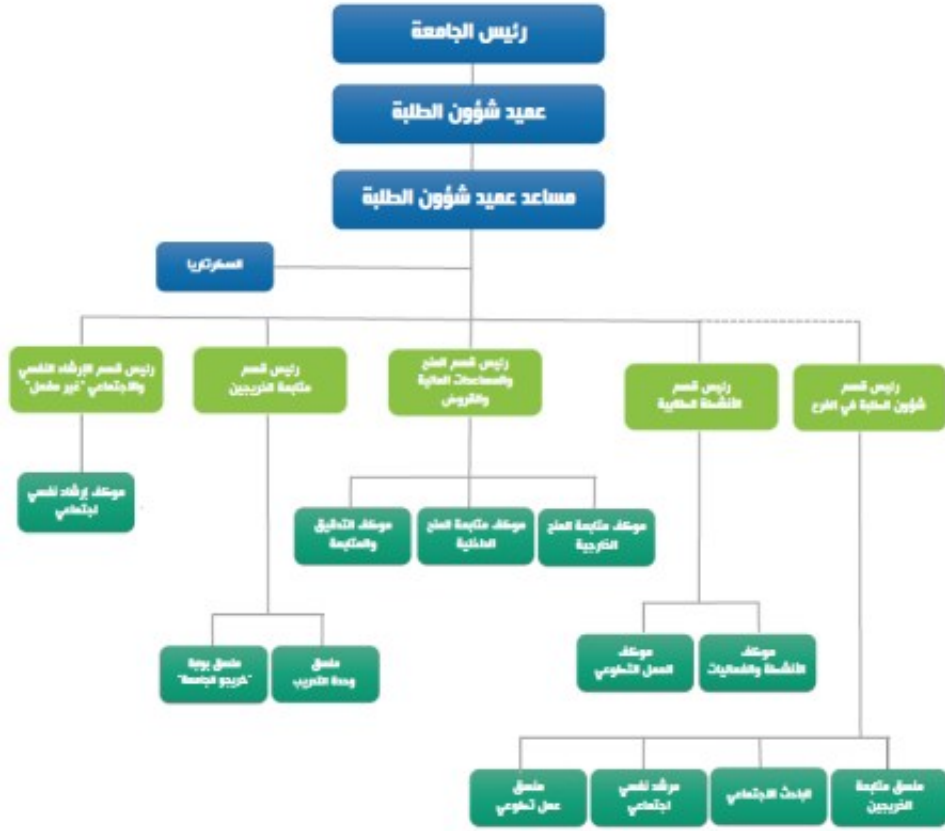 رئيس الجامعة
عميد شؤون الطلبة
مساعد عميد شؤون الطلبة
السكرتاريا
رئيس قسم
شؤون الطلبة في الفرع
رئيس قسم
الأنشطة الطلابية
رئيس قسم المنح
والمساعدات المالية
والقروض
رئيس قسم
متابعة الخريجين
رئيس قسم الإرشاد النفسي
والاجتماعي "غير مفعل"
موظف متابعة المنح
الخارجية
موظف متابعة المنح
الداخلية
موظف التدقيق
والمتابعة
موظف إرشاد نفسي
اجتماعي
موظف
الأنشطة والفعاليات
موظف
العمل التطوعي
منسق
وحدة التدريب
منسق بوابة
"خريجو الجامعة"
منسق متابعة
الخريجين
الباحث الاجتماعي
مرشد نفسي
اجتماعي
منسق
عمل تطوعي